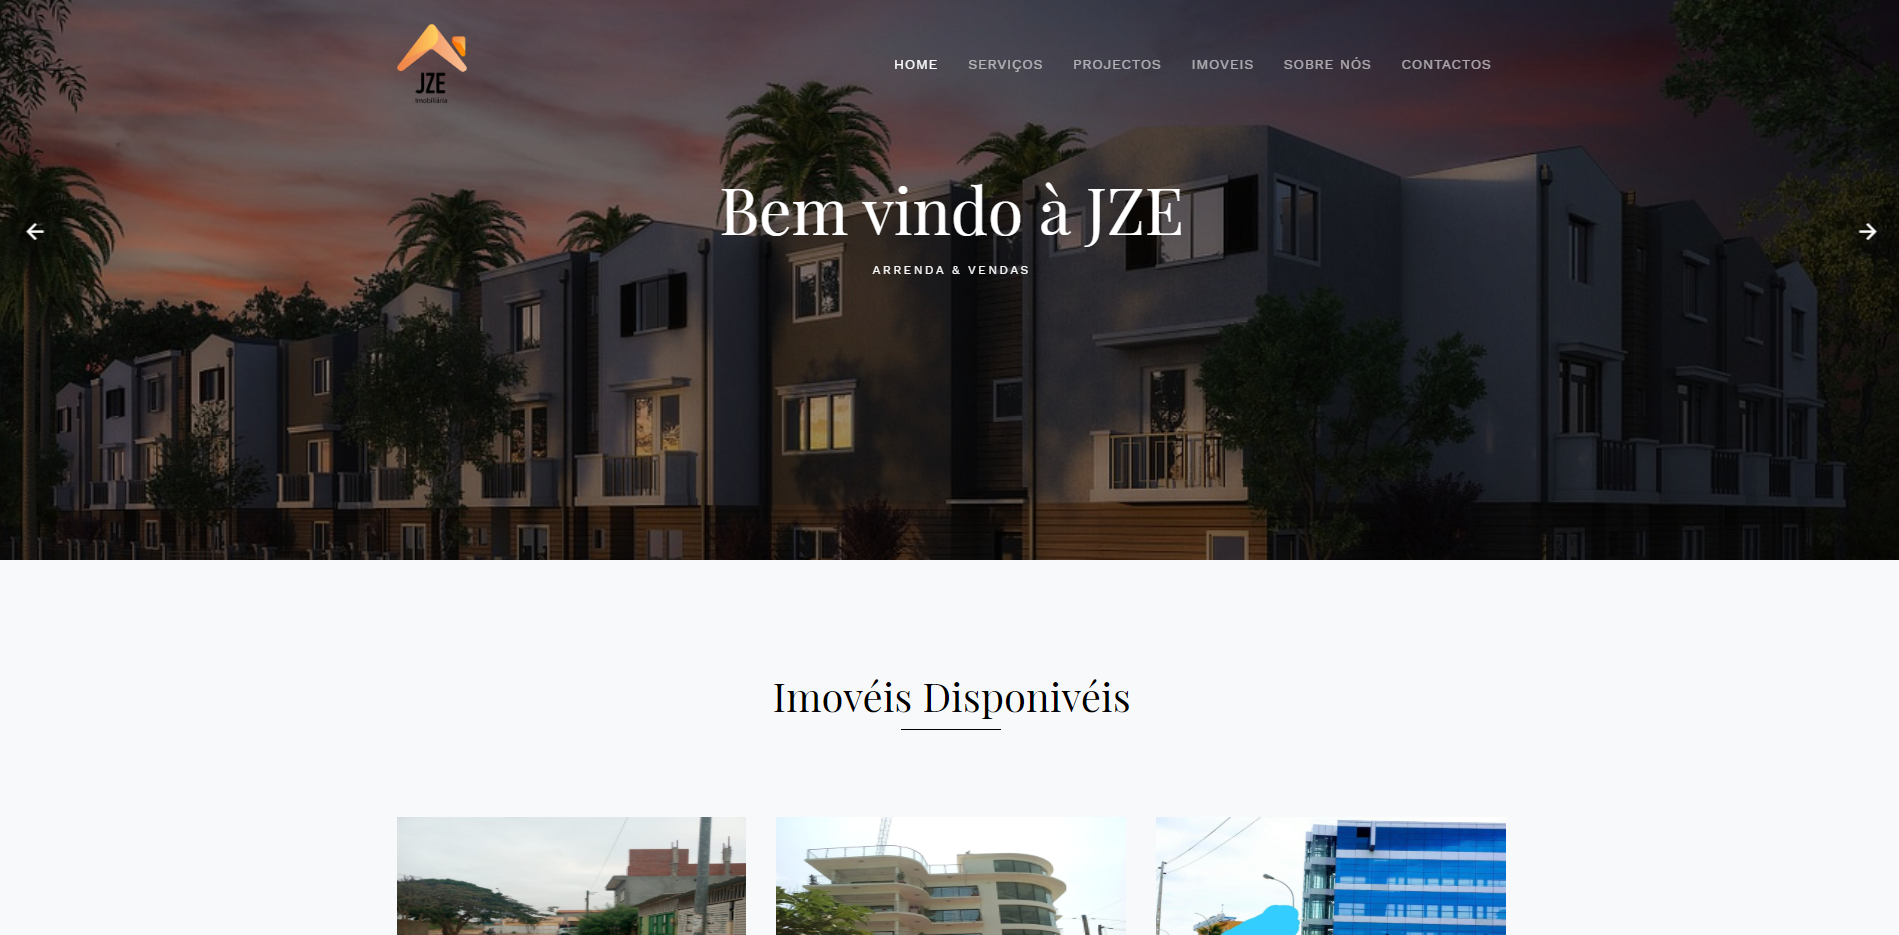 JZE
Imobiliária
HOME SERVIÇOS PROJECTOS IMOVEIS SOBRE NÓS CONTACTOS
Bem vindo à JZE
ARRENDA & VENDAS
Imovéis Disponivéis